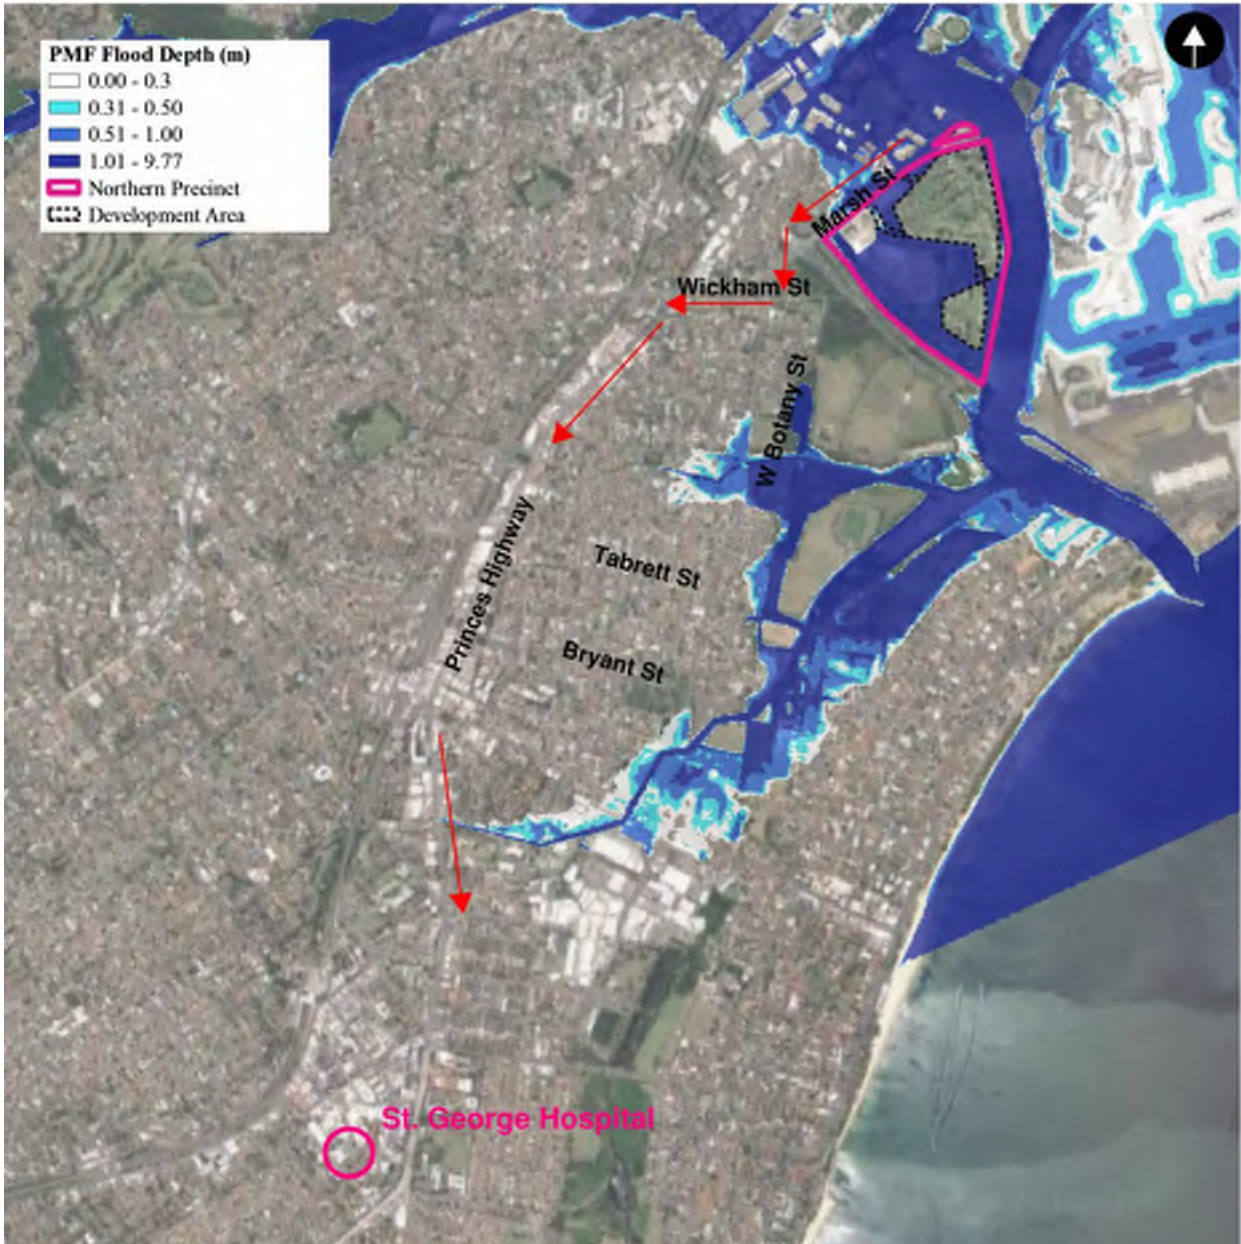 PMF Flood Depth (m)
0.00 - 0.3
0.31 - 0.50
0.51 - 1.00
1.01 - 9.77
Northern Precinct
Development Area
Marsh St
Wickham St
W Botany St
Princes Highway
Tabrett St
Bryant St
St. George Hospital